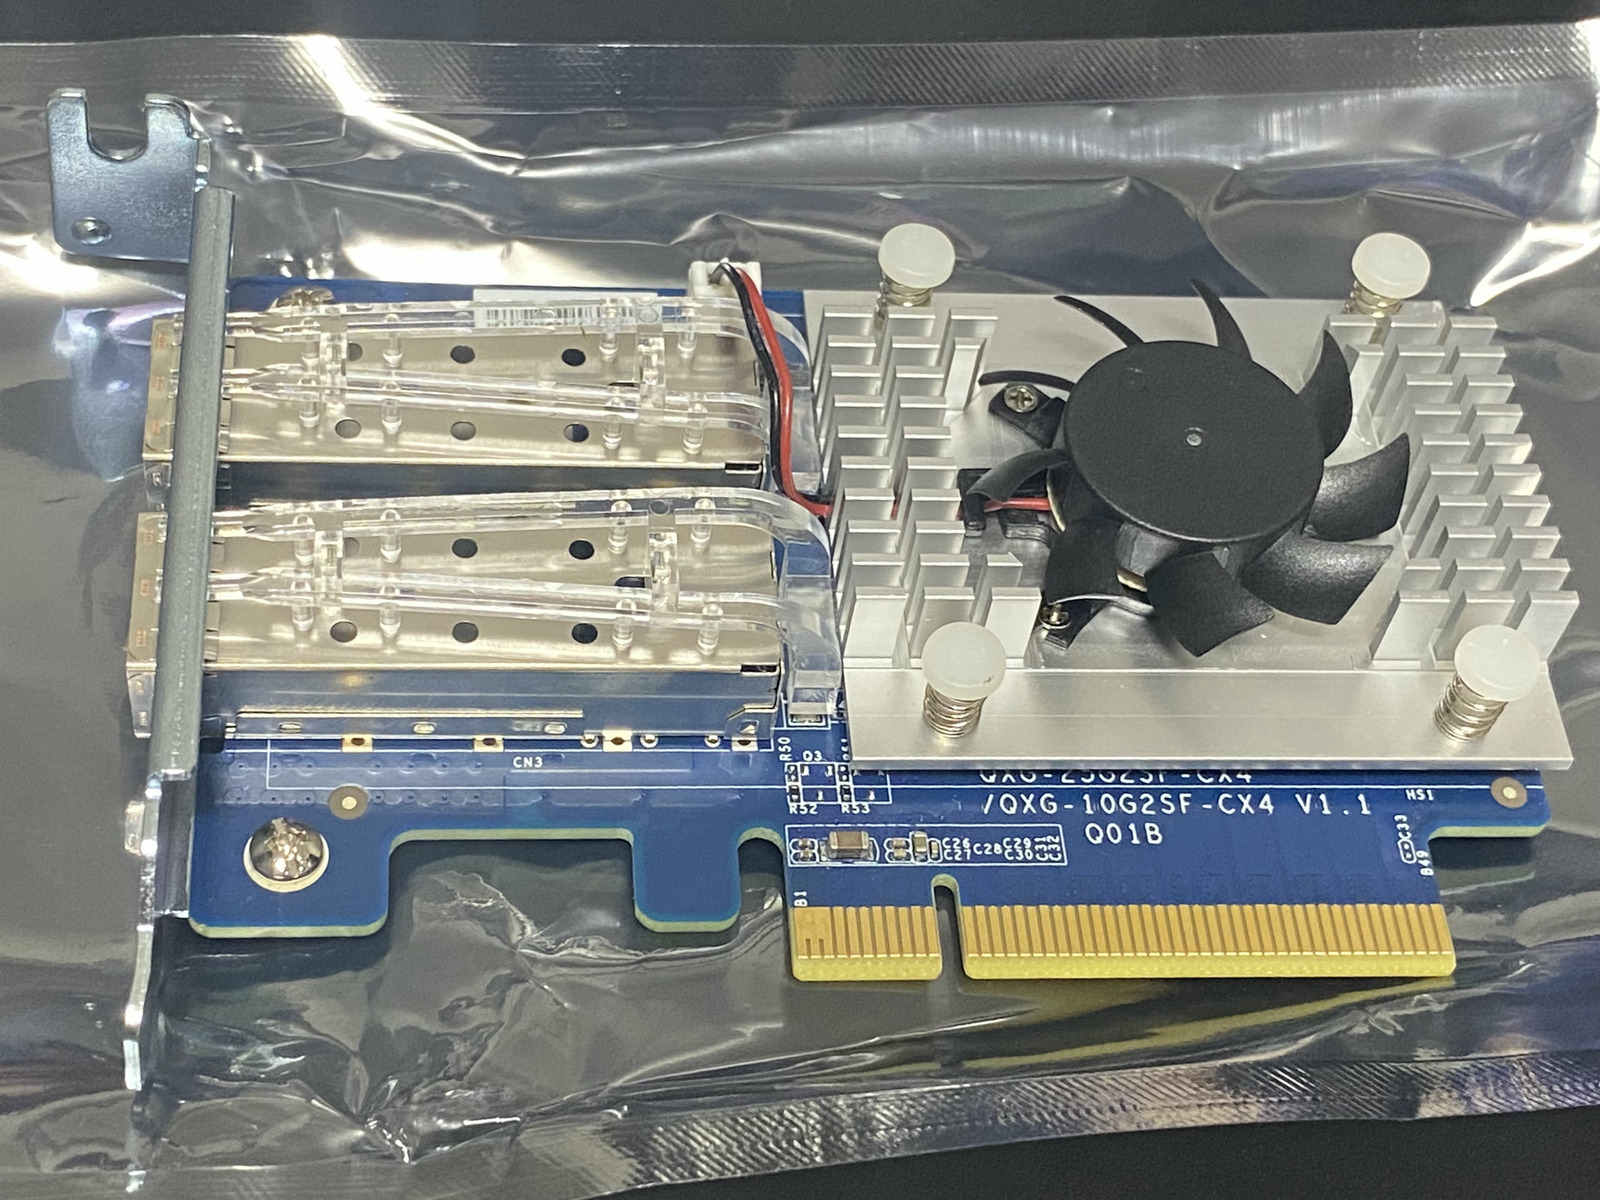 CN3
R50
Q3
R52
R53
QXG-25G2SF-CX4
/QXG-10G2SF-CX4 V1.1
Q01B
HS1
C26
C27
C28
C29
C30
C31
C32
C33
B1
B49